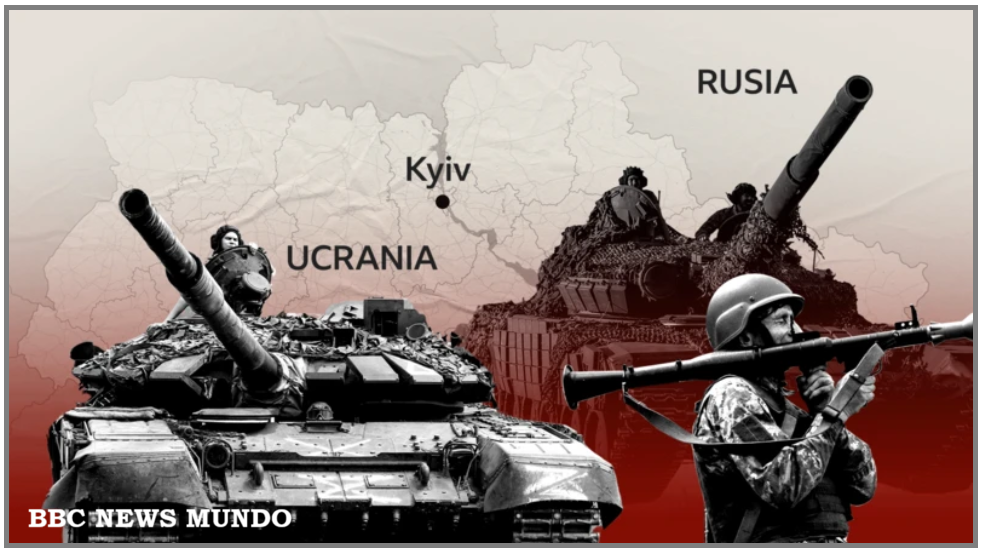 RUSIA
Kyiv
UCRANIA
BBC NEWS MUNDO